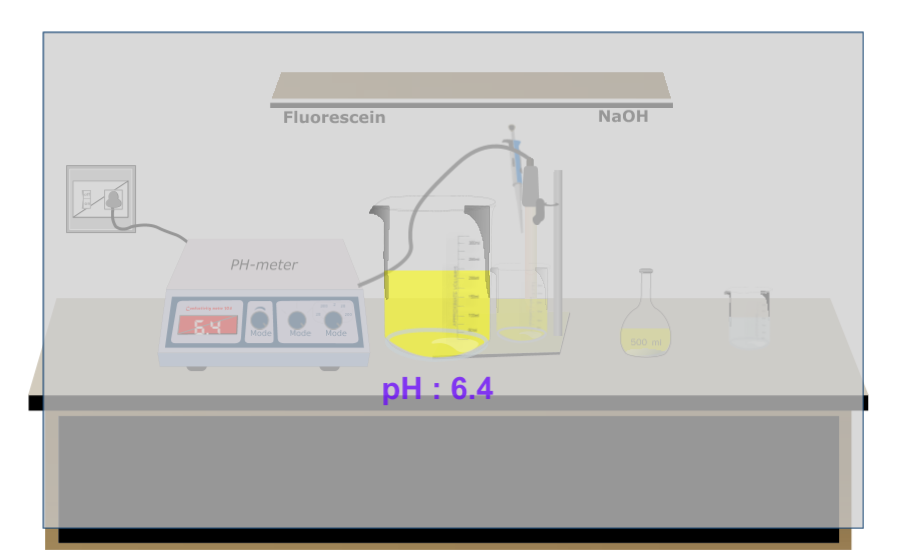 Fluorescein
NaOH
PH-meter
6.4
Mode
Mode
Mode
500 ml
pH : 6.4